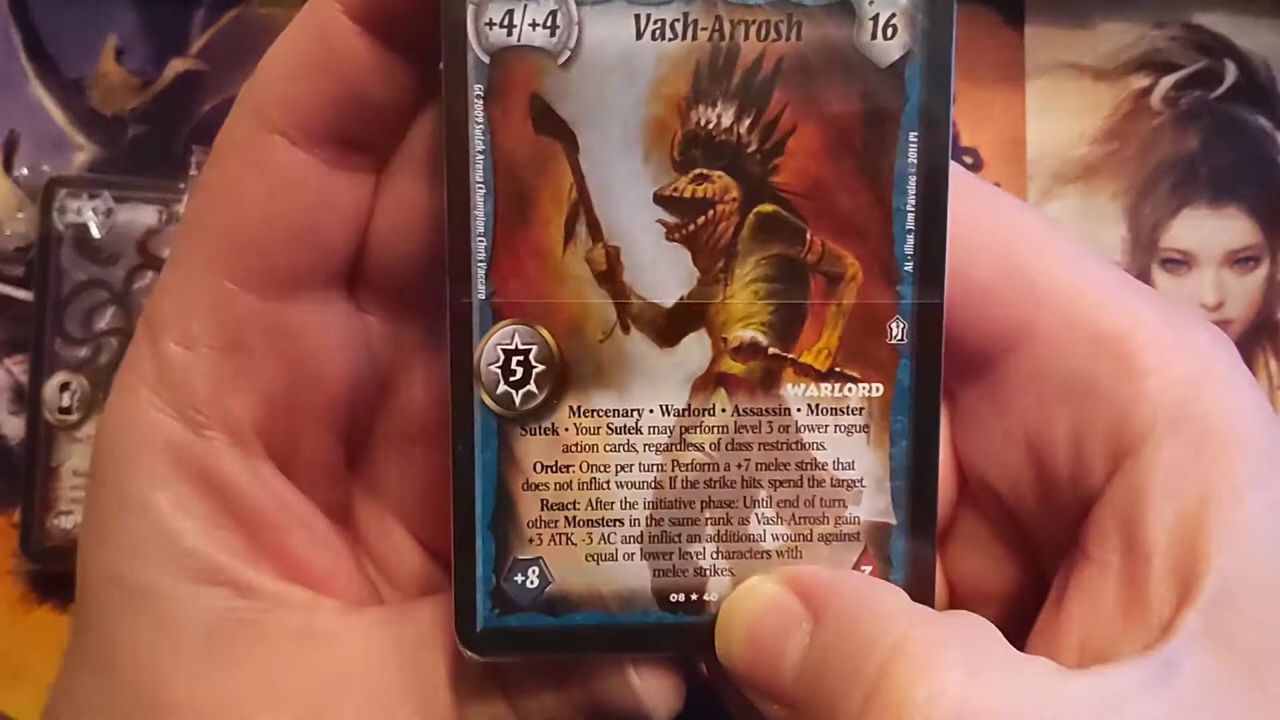 +4/+4
Vash-Arrosh
16
GC 2009 Sutek Arena Champion: Chris Vaccaro
AL • Illus. Jim Pavelec © 2011 PI
5
WARLORD
Mercenary • Warlord • Assassin • Monster
Sutek • Your Sutek may perform level 3 or lower rogue
action cards, regardless of class restrictions.
Order: Once per turn: Perform a +7 melee strike that
does not inflict wounds. If the strike hits, spend the target.
React: After the initiative phase: Until end of turn,
other Monsters in the same rank as Vash-Arrosh gain
+3 ATK, -3 AC and inflict an additional wound against
equal or lower level characters with
melee strikes.
+8
08 ★ 40